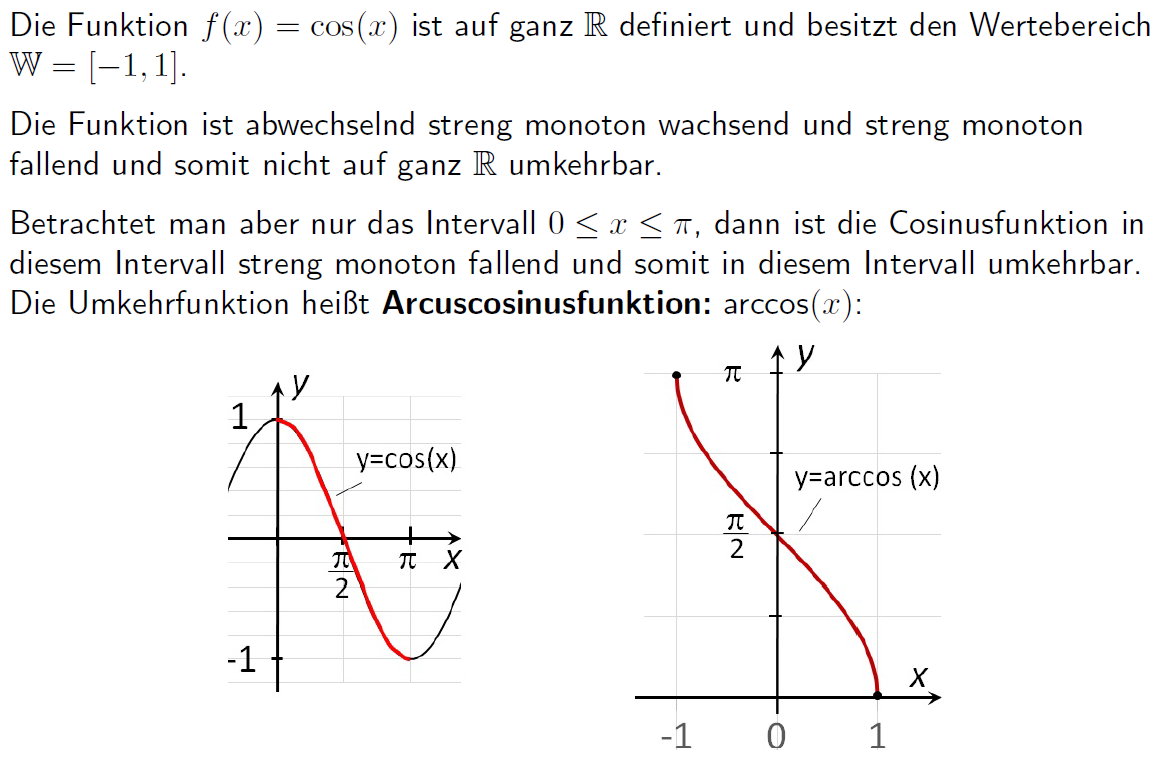 Die Funktion f(x) = cos(x) ist auf ganz ℝ definiert und besitzt den Wertebereich
𝕎 = [−1, 1].
Die Funktion ist abwechselnd streng monoton wachsend und streng monoton
fallend und somit nicht auf ganz ℝ umkehrbar.
Betrachtet man aber nur das Intervall 0 ≤ x ≤ π, dann ist die Cosinusfunktion in
diesem Intervall streng monoton fallend und somit in diesem Intervall umkehrbar.
Die Umkehrfunktion heißt Arcuscosinusfunktion: arccos(x):
y
1
y=cos(x)
π/2
π
x
-1
y
π
y=arccos (x)
π/2
x
-1
0
1